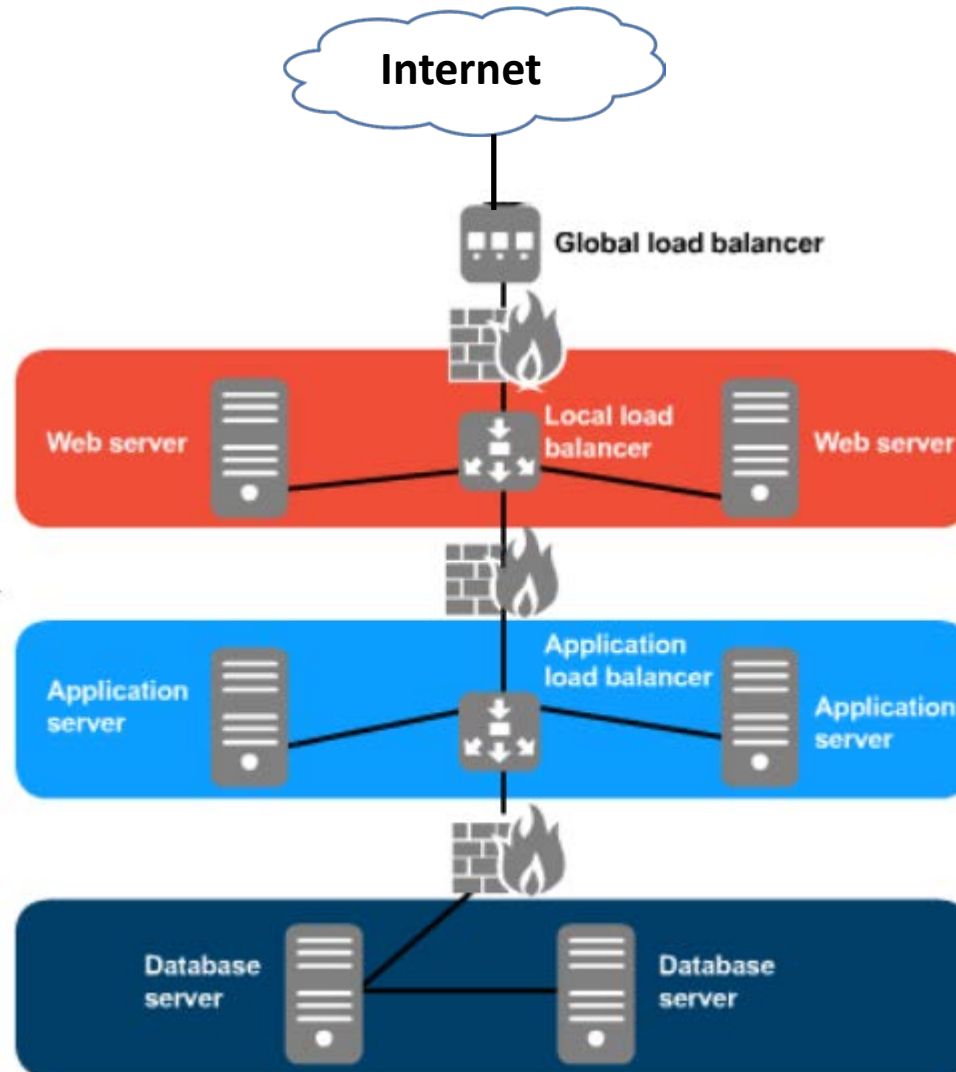 Internet
Global load balancer
Web server
Local load
balancer
Web server
Application
server
Application
load balancer
Application
server
Database
server
Database
server